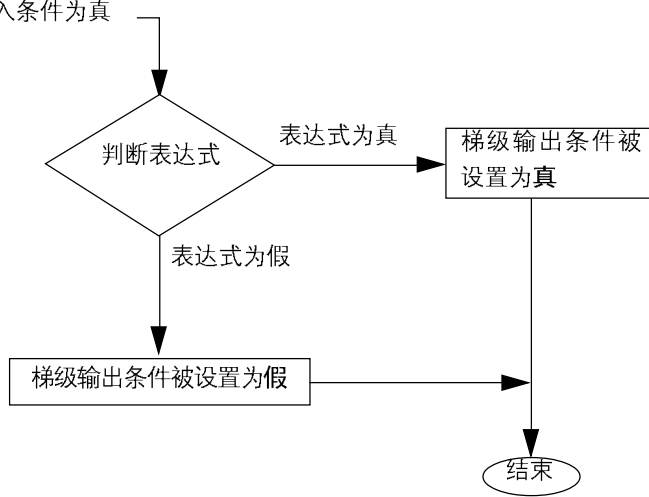 入条件为真
判断表达式
表达式为真
梯级输出条件被
设置为真
表达式为假
梯级输出条件被设置为假
结束